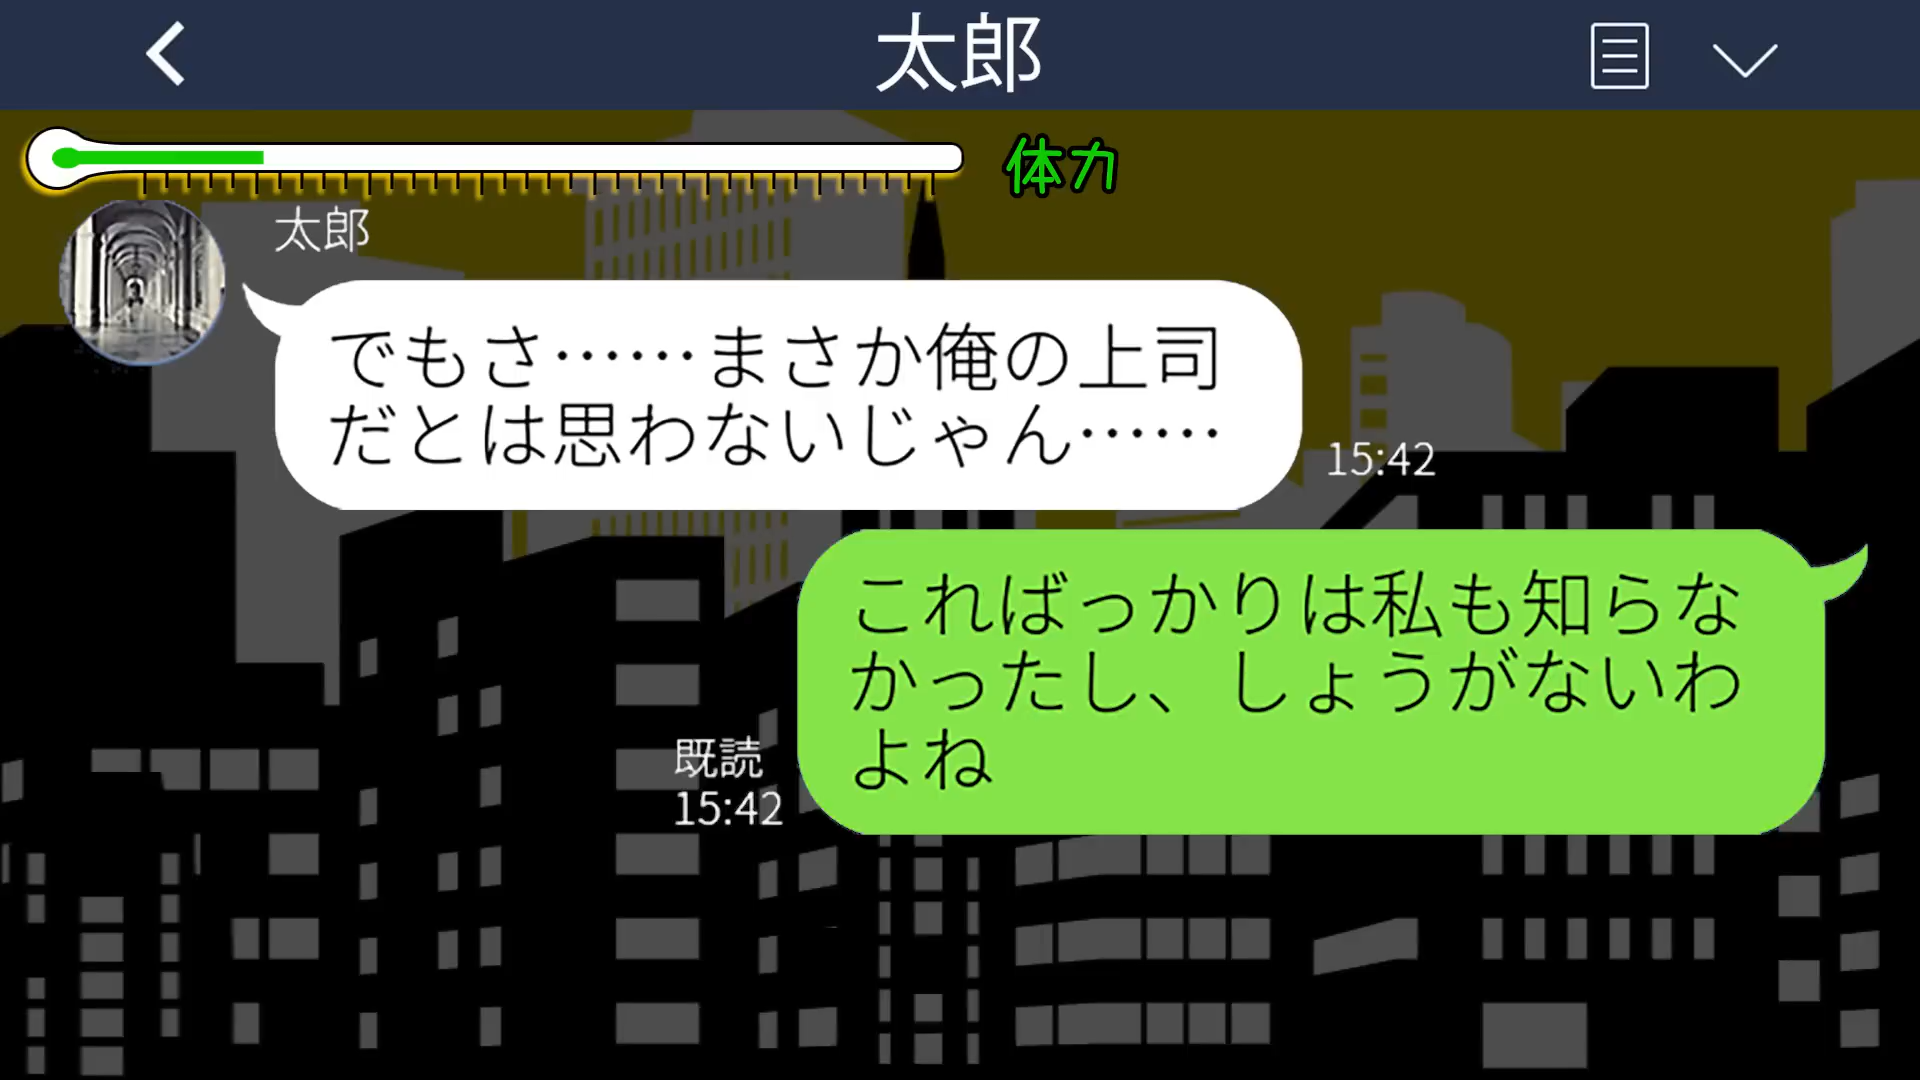 太郎
体力
太郎
でもさ……まさか俺の上司
だとは思わないじゃん……
15:42
こればっかりは私も知らな
かったし、しょうがないわ
よね
既読
15:42